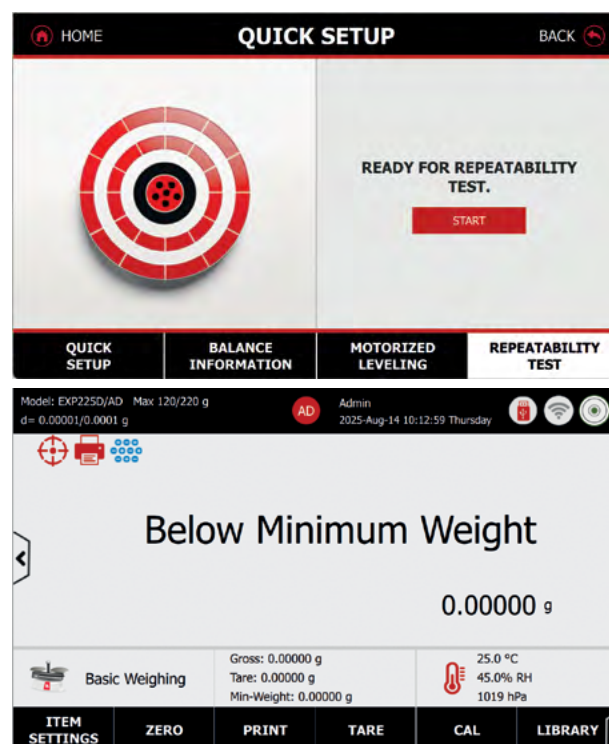 HOME
QUICK SETUP
BACK
READY FOR REPEATABILITY
TEST.
START
QUICK
SETUP
BALANCE
INFORMATION
MOTORIZED
LEVELING
REPEATABILITY
TEST
Model: EXP225D/AD Max 120/220 g
d= 0.00001/0.0001 g
AD
Admin
2025-Aug-14 10:12:59 Thursday
Below Minimum Weight
0.00000 g
Basic Weighing
Gross: 0.00000 g
Tare: 0.00000 g
Min-Weight: 0.00000 g
25.0 °C
45.0% RH
1019 hPa
ITEM
SETTINGS
ZERO
PRINT
TARE
CAL
LIBRARY